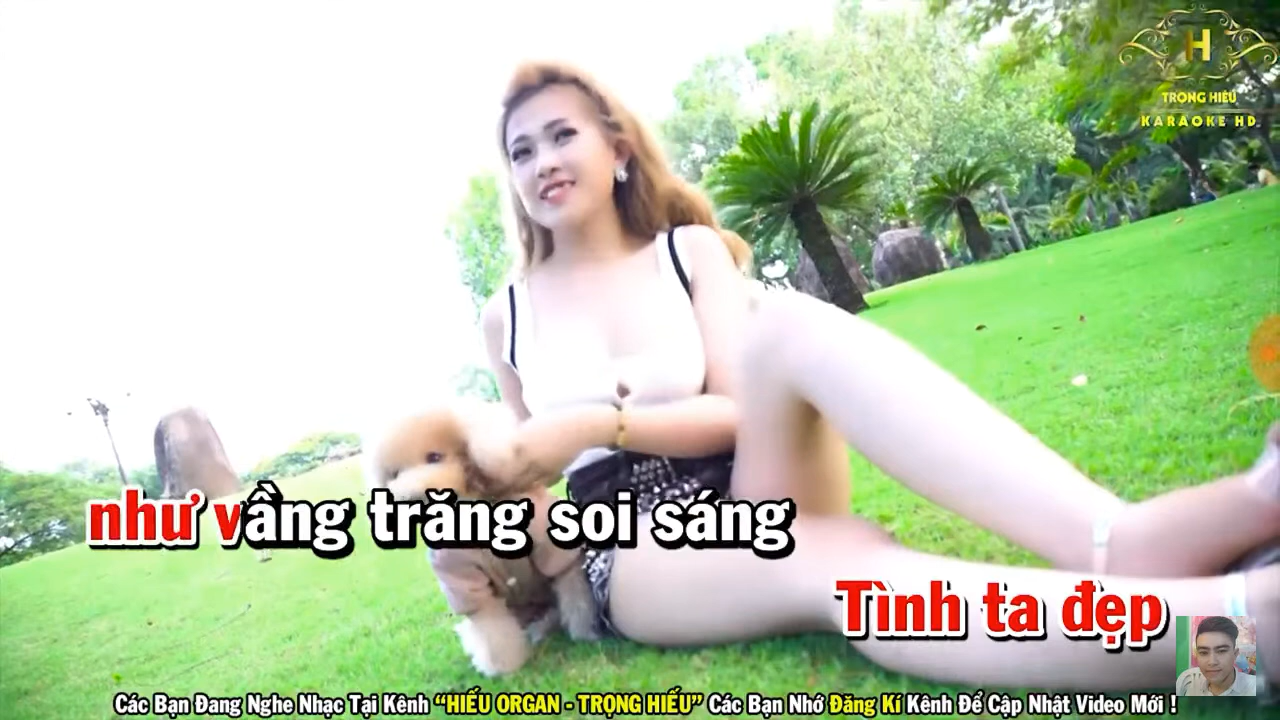 H
TRỌNG HIẾU
KARAOKE HD
như vầng trăng soi sáng
Tình ta đẹp
Các Bạn Đang Nghe Nhạc Tại Kênh “HIẾU ORGAN - TRỌNG HIẾU” Các Bạn Nhớ Đăng Kí Kênh Để Cập Nhật Video Mới !